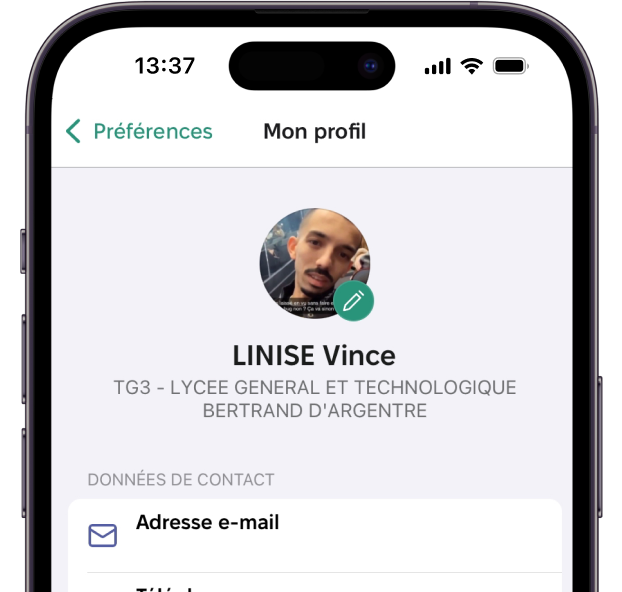 13:37
Préférences
Mon profil
LINISE Vince
TG3 - LYCEE GENERAL ET TECHNOLOGIQUE
BERTRAND D'ARGENTRE
DONNÉES DE CONTACT
Adresse e-mail